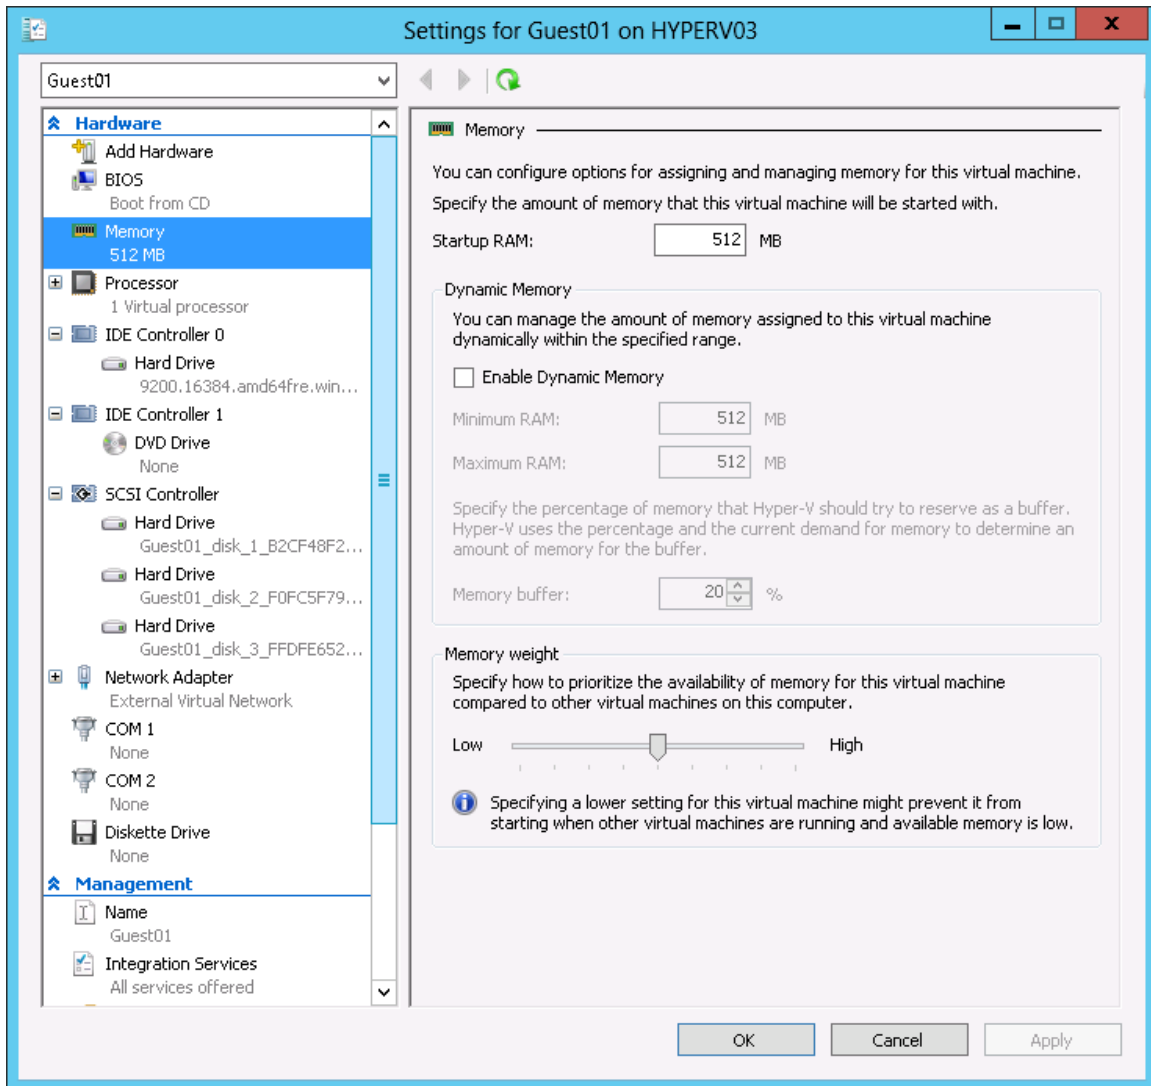 Settings for Guest01 on HYPERV03
Guest01
Hardware
Add Hardware
BIOS
Boot from CD
Memory
512 MB
Processor
1 Virtual processor
IDE Controller 0
Hard Drive
9200.16384.amd64fre.win...
IDE Controller 1
DVD Drive
None
SCSI Controller
Hard Drive
Guest01_disk_1_B2CF48F2...
Hard Drive
Guest01_disk_2_F0FC5F79...
Hard Drive
Guest01_disk_3_FFDFE652...
Network Adapter
External Virtual Network
COM 1
None
COM 2
None
Diskette Drive
None
Management
Name
Guest01
Integration Services
All services offered
Memory
You can configure options for assigning and managing memory for this virtual machine.
Specify the amount of memory that this virtual machine will be started with.
Startup RAM: 512 MB
Dynamic Memory
You can manage the amount of memory assigned to this virtual machine
dynamically within the specified range.
Enable Dynamic Memory
Minimum RAM: 512 MB
Maximum RAM: 512 MB
Specify the percentage of memory that Hyper-V should try to reserve as a buffer.
Hyper-V uses the percentage and the current demand for memory to determine an
amount of memory for the buffer.
Memory buffer: 20 %
Memory weight
Specify how to prioritize the availability of memory for this virtual machine
compared to other virtual machines on this computer.
Low High
Specifying a lower setting for this virtual machine might prevent it from
starting when other virtual machines are running and available memory is low.
OK Cancel Apply